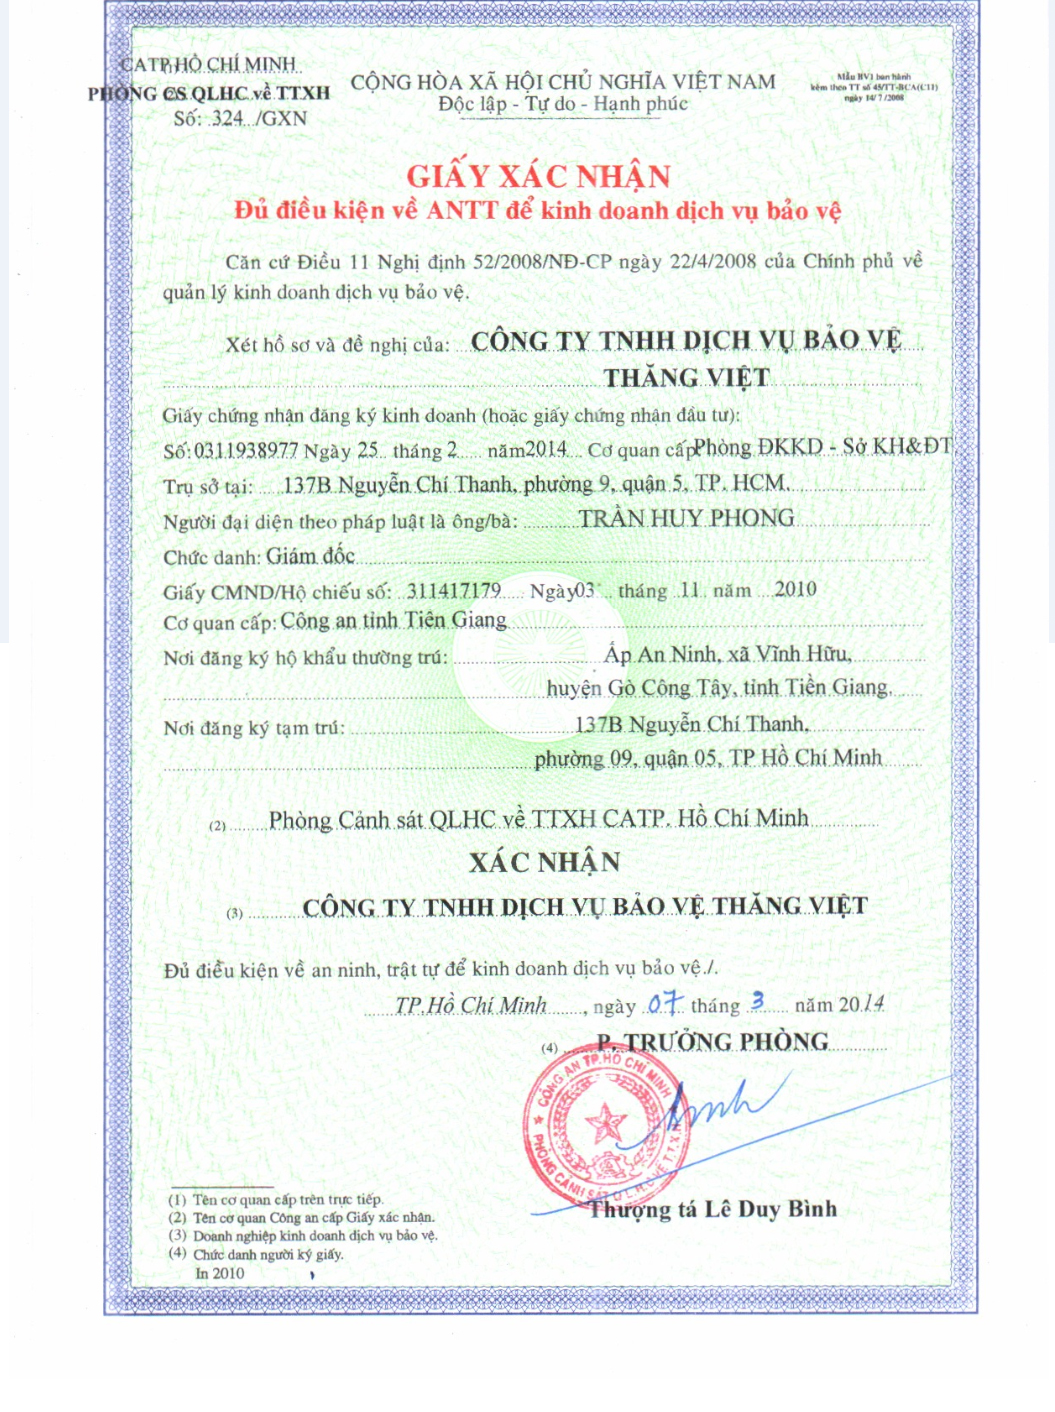 CATP.HỒ CHÍ MINH
PHÒNG CS QLHC về TTXH
Số: 324 /GXN
CỘNG HÒA XÃ HỘI CHỦ NGHĨA VIỆT NAM
Độc lập - Tự do - Hạnh phúc
Mẫu BV1 ban hành
kèm theo TT số 45/TT-BCA(C11)
ngày 14/7/2008
GIẤY XÁC NHẬN
Đủ điều kiện về ANTT để kinh doanh dịch vụ bảo vệ
Căn cứ Điều 11 Nghị định 52/2008/NĐ-CP ngày 22/4/2008 của Chính phủ về
quản lý kinh doanh dịch vụ bảo vệ.
Xét hồ sơ và đề nghị của: CÔNG TY TNHH DỊCH VỤ BẢO VỆ
THĂNG VIỆT
Giấy chứng nhận đăng ký kinh doanh (hoặc giấy chứng nhận đầu tư):
Số:0311938977 Ngày 25 tháng 2 năm2014 Cơ quan cấpPhòng ĐKKD - Sở KH&ĐT
Trụ sở tại: 137B Nguyễn Chí Thanh, phường 9, quận 5, TP. HCM.
Người đại diện theo pháp luật là ông/bà: TRẦN HUY PHONG
Chức danh: Giám đốc
Giấy CMND/Hộ chiếu số: 311417179 Ngày03 tháng 11 năm 2010
Cơ quan cấp: Công an tỉnh Tiền Giang
Nơi đăng ký hộ khẩu thường trú: Ấp An Ninh, xã Vĩnh Hữu,
huyện Gò Công Tây, tỉnh Tiền Giang.
Nơi đăng ký tạm trú: 137B Nguyễn Chí Thanh,
phường 09, quận 05, TP Hồ Chí Minh
(2) Phòng Cảnh sát QLHC về TTXH CATP. Hồ Chí Minh
XÁC NHẬN
(3) CÔNG TY TNHH DỊCH VỤ BẢO VỆ THĂNG VIỆT
Đủ điều kiện về an ninh, trật tự để kinh doanh dịch vụ bảo vệ./.
TP.Hồ Chí Minh, ngày 07 tháng 3 năm 2014
(4) P. TRƯỞNG PHÒNG
CÔNG AN TP.HỒ CHÍ MINH
PHÒNG CẢNH SÁT Q.L.H.C VỀ T.T.X.H
Thượng tá Lê Duy Bình
(1) Tên cơ quan cấp trên trực tiếp.
(2) Tên cơ quan Công an cấp Giấy xác nhận.
(3) Doanh nghiệp kinh doanh dịch vụ bảo vệ.
(4) Chức danh người ký giấy.
In 2010